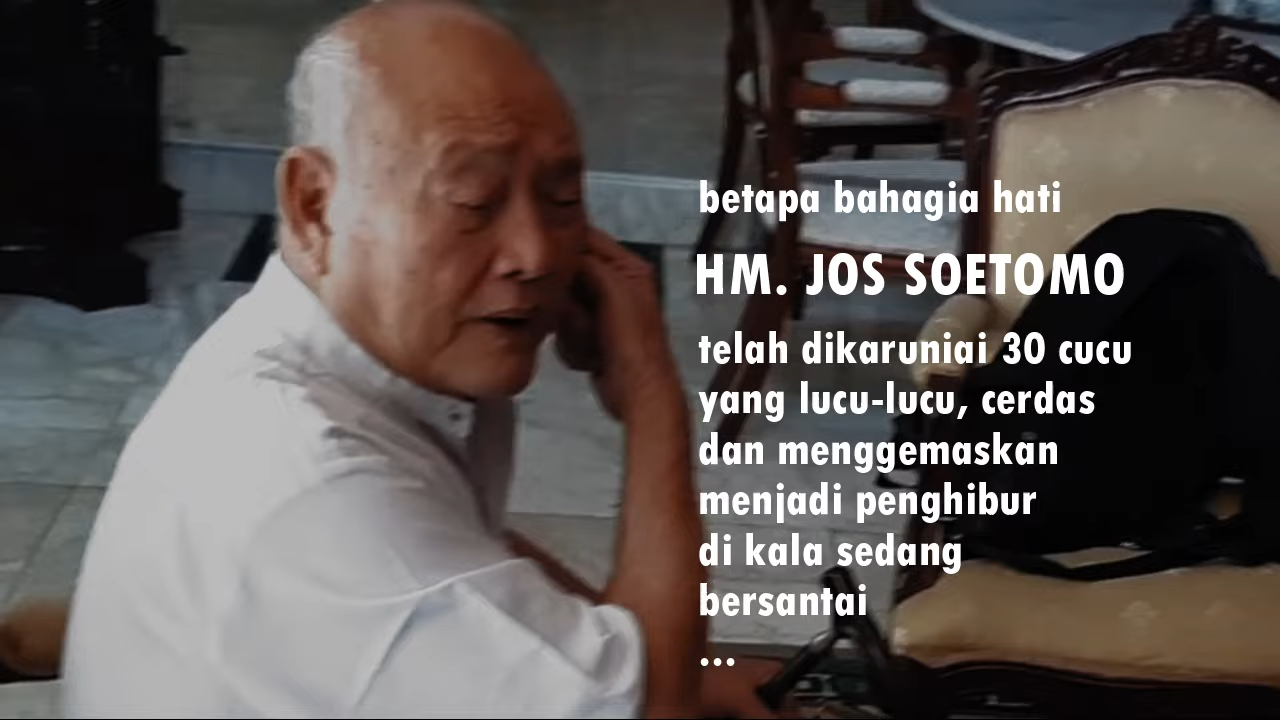 betapa bahagia hati
HM. JOS SOETOMO
telah dikaruniai 30 cucu
yang lucu-lucu, cerdas
dan menggemaskan
menjadi penghibur
di kala sedang
bersantai
...